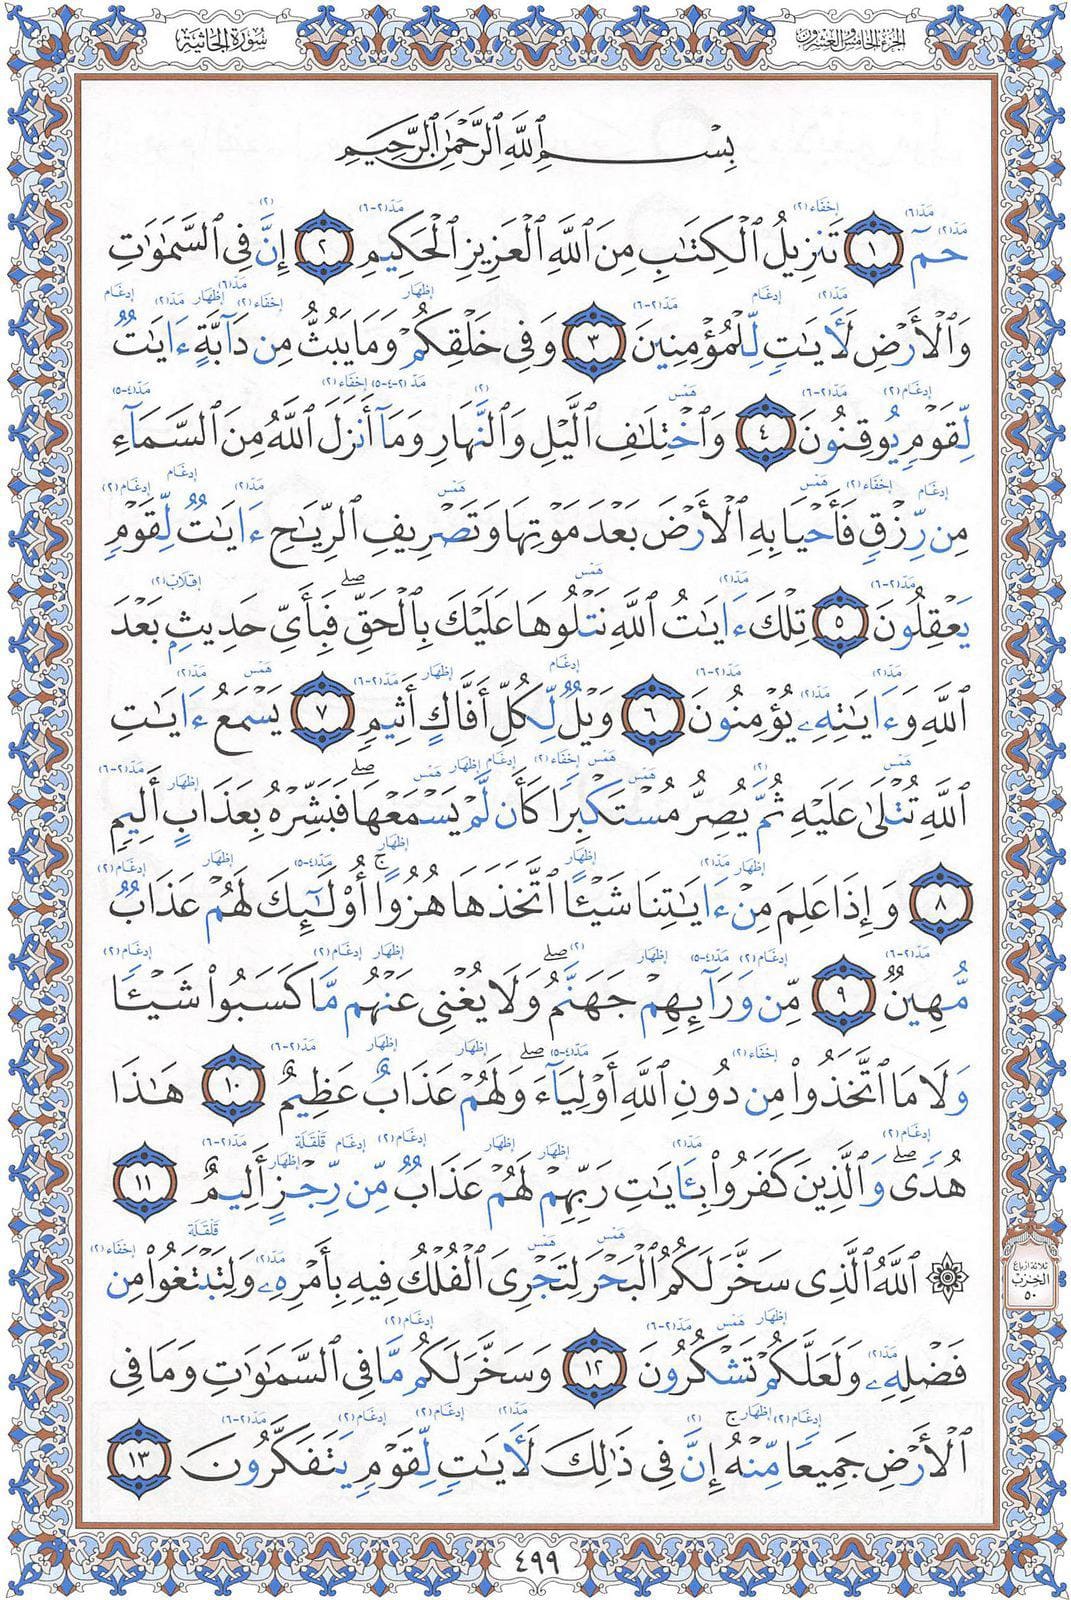 الجزء الخامس والعشرون
سورة الجاثية
بِسْمِ ٱللَّهِ ٱلرَّحْمَٰنِ ٱلرَّحِيمِ
حمٓ ١ تَنزِيلُ ٱلْكِتَٰبِ مِنَ ٱللَّهِ ٱلْعَزِيزِ ٱلْحَكِيمِ ٢ إِنَّ فِى ٱلسَّمَٰوَٰتِ
وَٱلْأَرْضِ لَأٓيَٰتٍ لِّلْمُؤْمِنِينَ ٣ وَفِى خَلْقِكُمْ وَمَا يَبُثُّ مِن دَآبَّةٍ ءَايَٰتٌ
لِّقَوْمٍ يُوقِنُونَ ٤ وَٱخْتِلَٰفِ ٱلَّيْلِ وَٱلنَّهَارِ وَمَآ أَنزَلَ ٱللَّهُ مِنَ ٱلسَّمَآءِ
مِن رِّزْقٍ فَأَحْيَا بِهِ ٱلْأَرْضَ بَعْدَ مَوْتِهَا وَتَصْرِيفِ ٱلرِّيَٰحِ ءَايَٰتٌ لِّقَوْمٍ
يَعْقِلُونَ ٥ تِلْكَ ءَايَٰتُ ٱللَّهِ نَتْلُوهَا عَلَيْكَ بِٱلْحَقِّۖ فَبِأَىِّ حَدِيثٍۭ بَعْدَ
ٱللَّهِ وَءَايَٰتِهِۦ يُؤْمِنُونَ ٦ وَيْلٌ لِّكُلِّ أَفَّاكٍ أَثِيمٍ ٧ يَسْمَعُ ءَايَٰتِ
ٱللَّهِ تُتْلَىٰ عَلَيْهِ ثُمَّ يُصِرُّ مُسْتَكْبِرًا كَأَن لَّمْ يَسْمَعْهَاۖ فَبَشِّرْهُ بِعَذَابٍ أَلِيمٍ
٨ وَإِذَا عَلِمَ مِنْ ءَايَٰتِنَا شَيْـًٔا ٱتَّخَذَهَا هُزُوًاۚ أُو۟لَٰٓئِكَ لَهُمْ عَذَابٌ
مُّهِينٌ ٩ مِّن وَرَآئِهِمْ جَهَنَّمُۖ وَلَا يُغْنِى عَنْهُم مَّا كَسَبُوا۟ شَيْـًٔا
وَلَا مَا ٱتَّخَذُوا۟ مِن دُونِ ٱللَّهِ أَوْلِيَآءَۖ وَلَهُمْ عَذَابٌ عَظِيمٌ ١٠ هَٰذَا
هُدًىۖ وَٱلَّذِينَ كَفَرُوا۟ بِـَٔايَٰتِ رَبِّهِمْ لَهُمْ عَذَابٌ مِّن رِّجْزٍ أَلِيمٌ ١١
۞ ٱللَّهُ ٱلَّذِى سَخَّرَ لَكُمُ ٱلْبَحْرَ لِتَجْرِىَ ٱلْفُلْكُ فِيهِ بِأَمْرِهِۦ وَلِتَبْتَغُوا۟ مِن
فَضْلِهِۦ وَلَعَلَّكُمْ تَشْكُرُونَ ١٢ وَسَخَّرَ لَكُم مَّا فِى ٱلسَّمَٰوَٰتِ وَمَا فِى
ٱلْأَرْضِ جَمِيعًا مِّنْهُۚ إِنَّ فِى ذَٰلِكَ لَأٓيَٰتٍ لِّقَوْمٍ يَتَفَكَّرُونَ ١٣
ثلاثة أرباع
الحزب
٥٠
٤٩٩